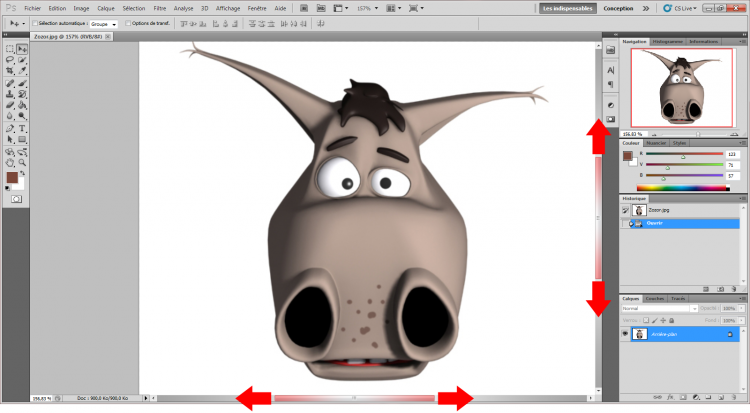 PS Fichier Edition Image Calque Sélection Filtre Analyse 3D Affichage Fenêtre Aide 157% Les indispensables Conception >> CS Live
Sélection automatique : Groupe Options de transf.
Zozor.jpg @ 157% (RVB/8#)
Navigation Histogramme Informations
156,83 %
Couleur Nuancier Styles
R 123
V 71
B 57
Historique
Zozor.jpg
Ouvrir
Calques Couches Tracés
Normal Opacité : 100%
Verrou : Fond : 100%
Arrière-plan
156,83 % Doc : 900,0 Ko/900,0 Ko